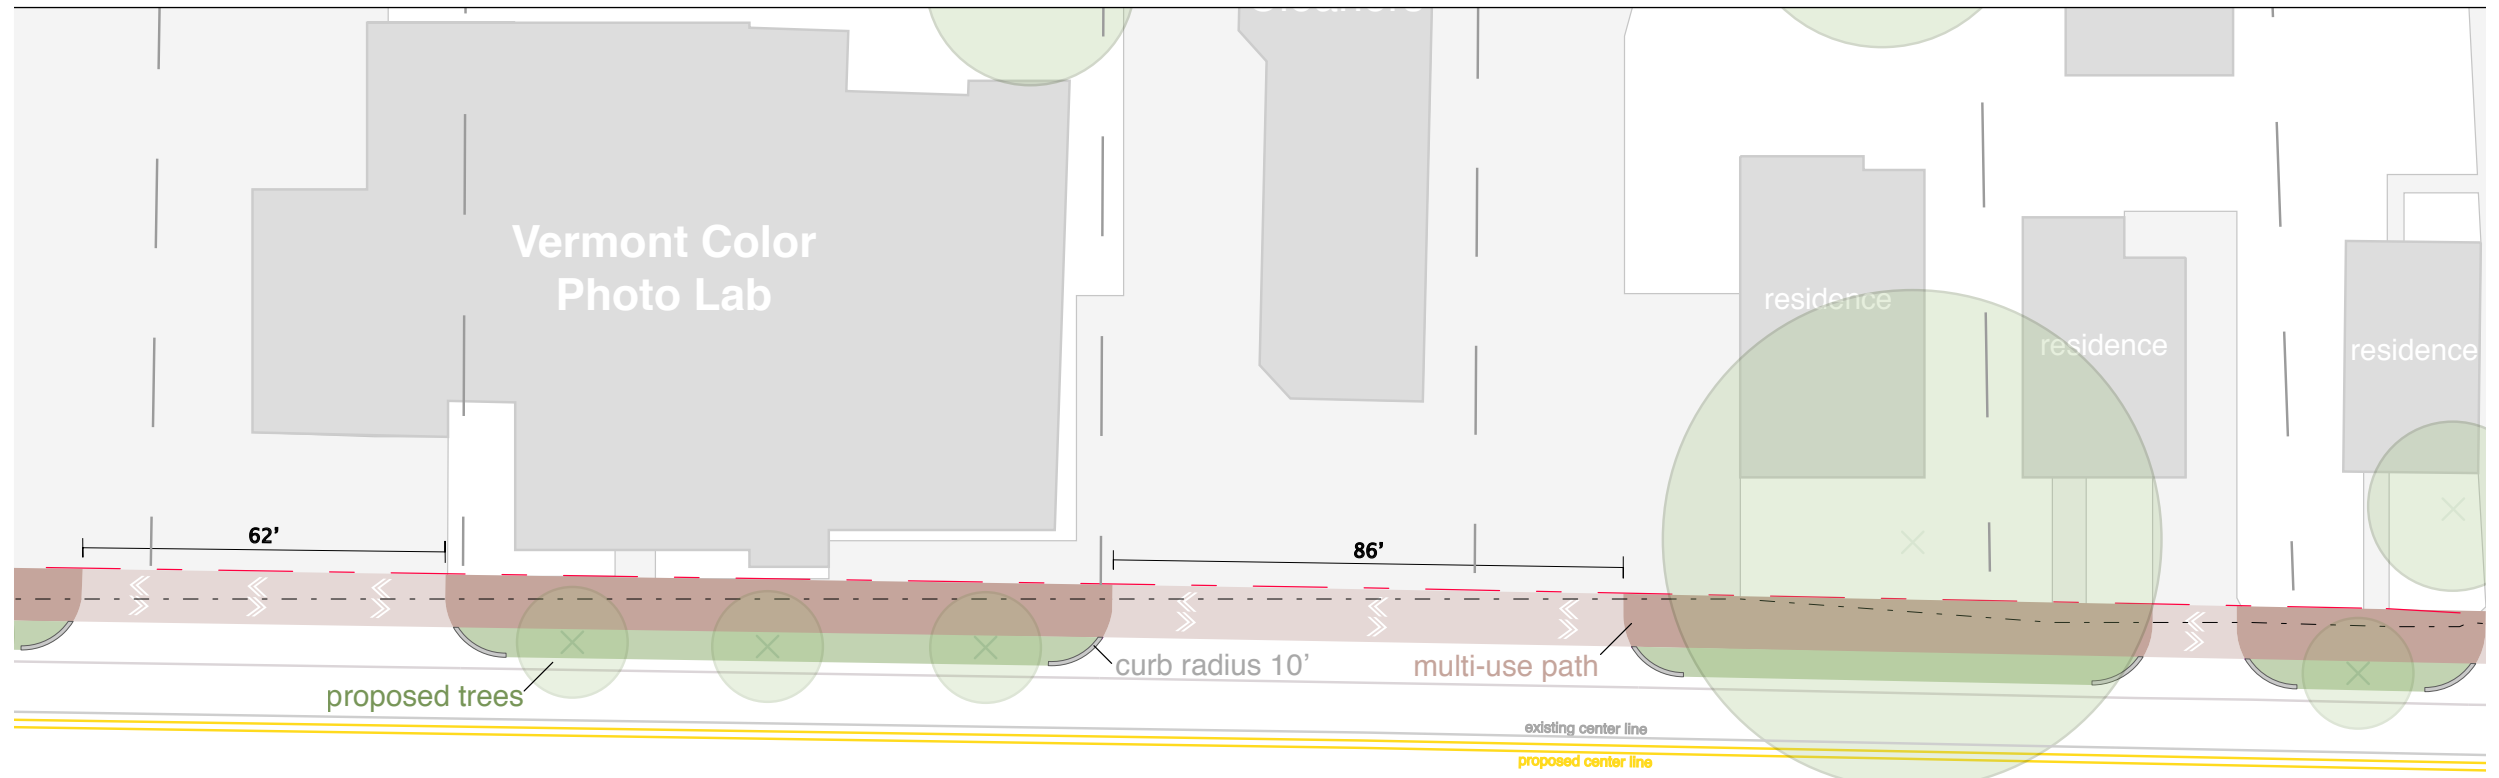 Cleaners
Vermont Color
Photo Lab
residence
residence
residence
62’
86’
curb radius 10’
multi-use path
proposed trees
existing center line
proposed center line